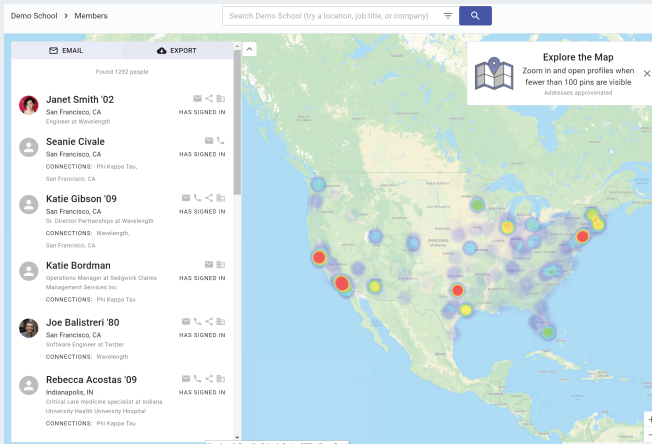 Demo School > Members
Search Demo School (try a location, job title, or company)
EMAIL
EXPORT
Found 1292 people
Janet Smith '02
San Francisco, CA
HAS SIGNED IN
Engineer at Wavelength
Seanie Civale
San Francisco, CA
HAS SIGNED IN
CONNECTIONS: Phi Kappa Tau,
San Francisco, CA
Katie Gibson '09
San Francisco, CA
HAS SIGNED IN
Sr. Director Partnerships at Wavelength
CONNECTIONS: Wavelength,
San Francisco, CA
Katie Bordman
Operations Manager at Sedgwick Claims
HAS SIGNED IN
Management Services Inc
CONNECTIONS: Phi Kappa Tau
Joe Balistreri '80
San Francisco, CA
HAS SIGNED IN
Software Engineer at Twitter
CONNECTIONS: Wavelength
Rebecca Acostas '09
Indianapolis, IN
HAS SIGNED IN
Critical care medicine specialist at Indiana
University Health University Hospital
CONNECTIONS: Phi Kappa Tau
Explore the Map
Zoom in and open profiles when
fewer than 100 pins are visible
Addresses approximated
Canada
United States
of America
Mexico